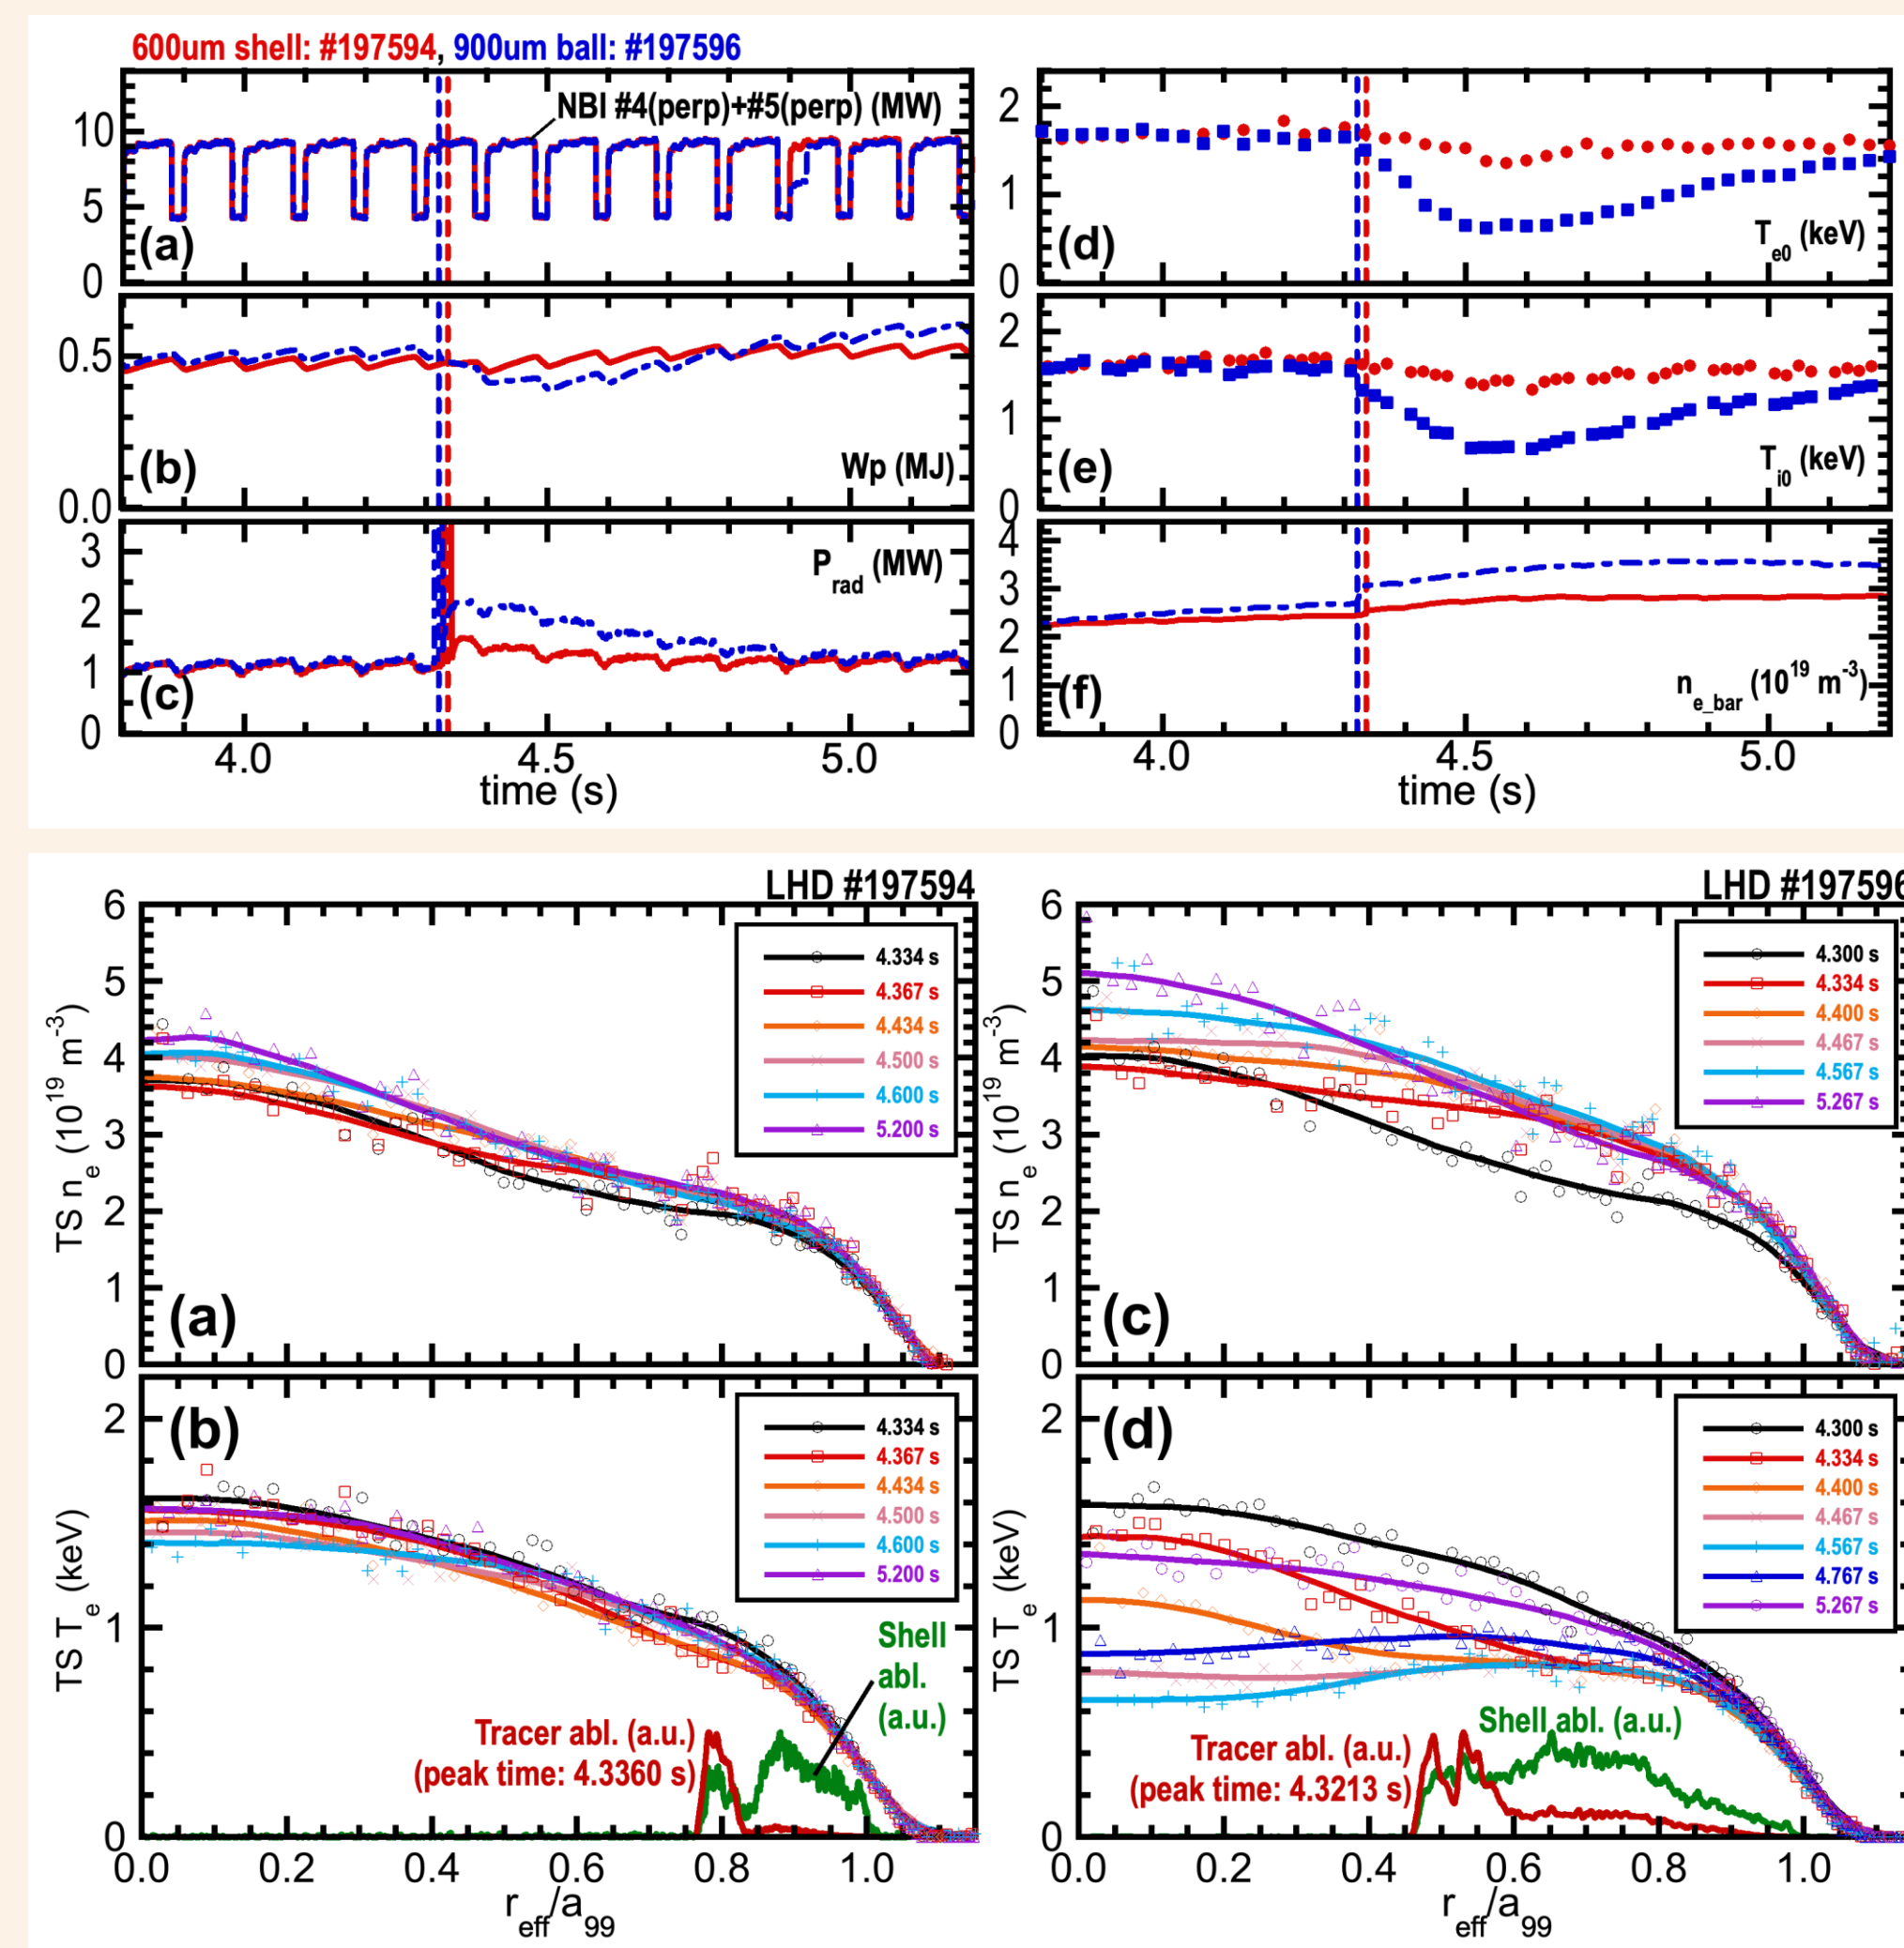 600um shell: #197594, 900um ball: #197596
NBI #4(perp)+#5(perp) (MW)
10
5
0
(a)
0.5
0.0
(b)
Wp (MJ)
3
2
1
0
(c)
P_rad (MW)
4.0 4.5 5.0
time (s)
2
1
0
(d)
T_e0 (keV)
2
1
0
(e)
T_i0 (keV)
4
3
2
1
0
(f)
n_e_bar (10^19 m^-3)
4.0 4.5 5.0
time (s)
LHD #197594
6
5
4
3
2
1
0
TS n_e (10^19 m^-3)
4.334 s
4.367 s
4.434 s
4.500 s
4.600 s
5.200 s
(a)
2
1
0
TS T_e (keV)
(b)
4.334 s
4.367 s
4.434 s
4.500 s
4.600 s
5.200 s
Shell
abl.
(a.u.)
Tracer abl. (a.u.)
(peak time: 4.3360 s)
0.0 0.2 0.4 0.6 0.8 1.0
r_eff/a_99
LHD #197596
6
5
4
3
2
1
0
TS n_e (10^19 m^-3)
4.300 s
4.334 s
4.400 s
4.467 s
4.567 s
5.267 s
(c)
2
1
0
TS T_e (keV)
(d)
4.300 s
4.334 s
4.400 s
4.467 s
4.567 s
4.767 s
5.267 s
Shell abl. (a.u.)
Tracer abl. (a.u.)
(peak time: 4.3213 s)
0.0 0.2 0.4 0.6 0.8 1.0
r_eff/a_99